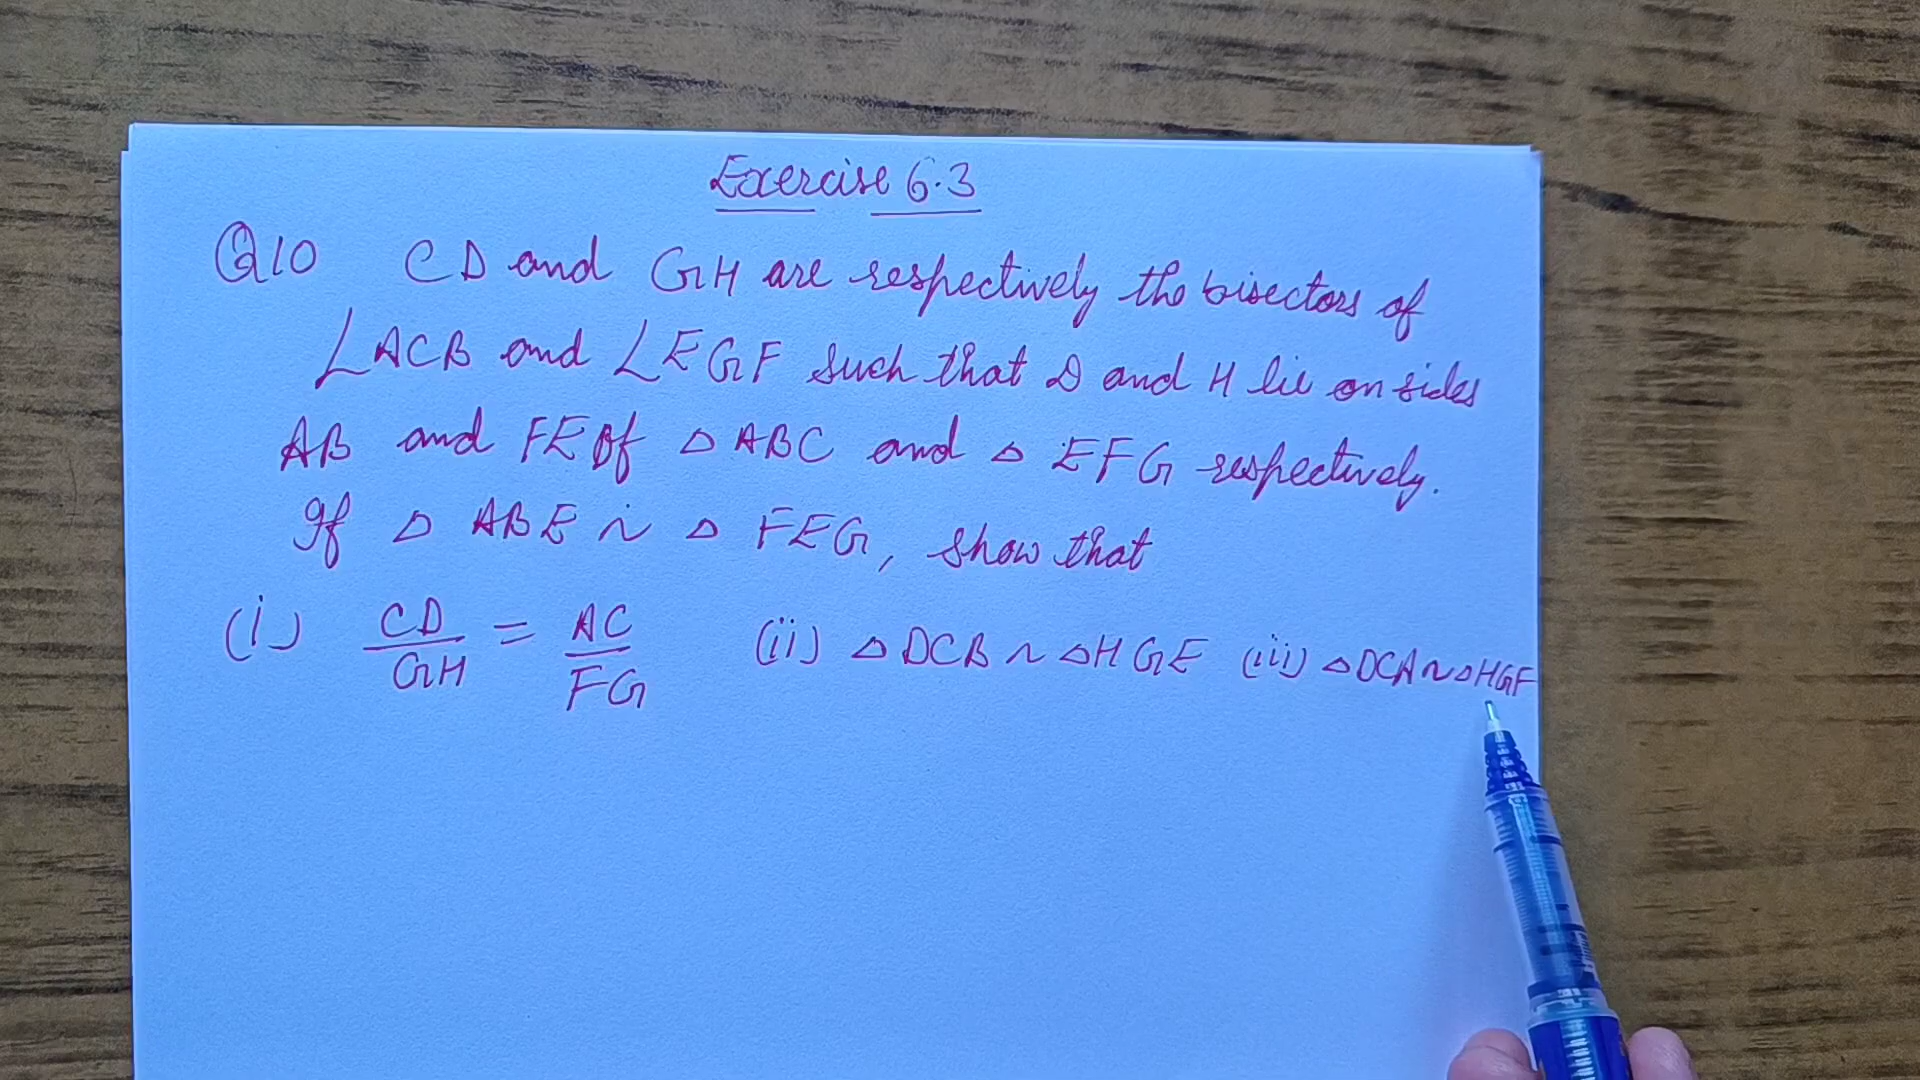 Exercise 6.3
Q10 CD and GH are respectively the bisectors of
∠ACB and ∠EGF such that D and H lie on sides
AB and FE of △ABC and △EFG respectively.
If △ABE ~ △FEG, show that
(i) CD/GH = AC/FG (ii) △DCB ~ △HGE (iii) △DCA ~ △HGF